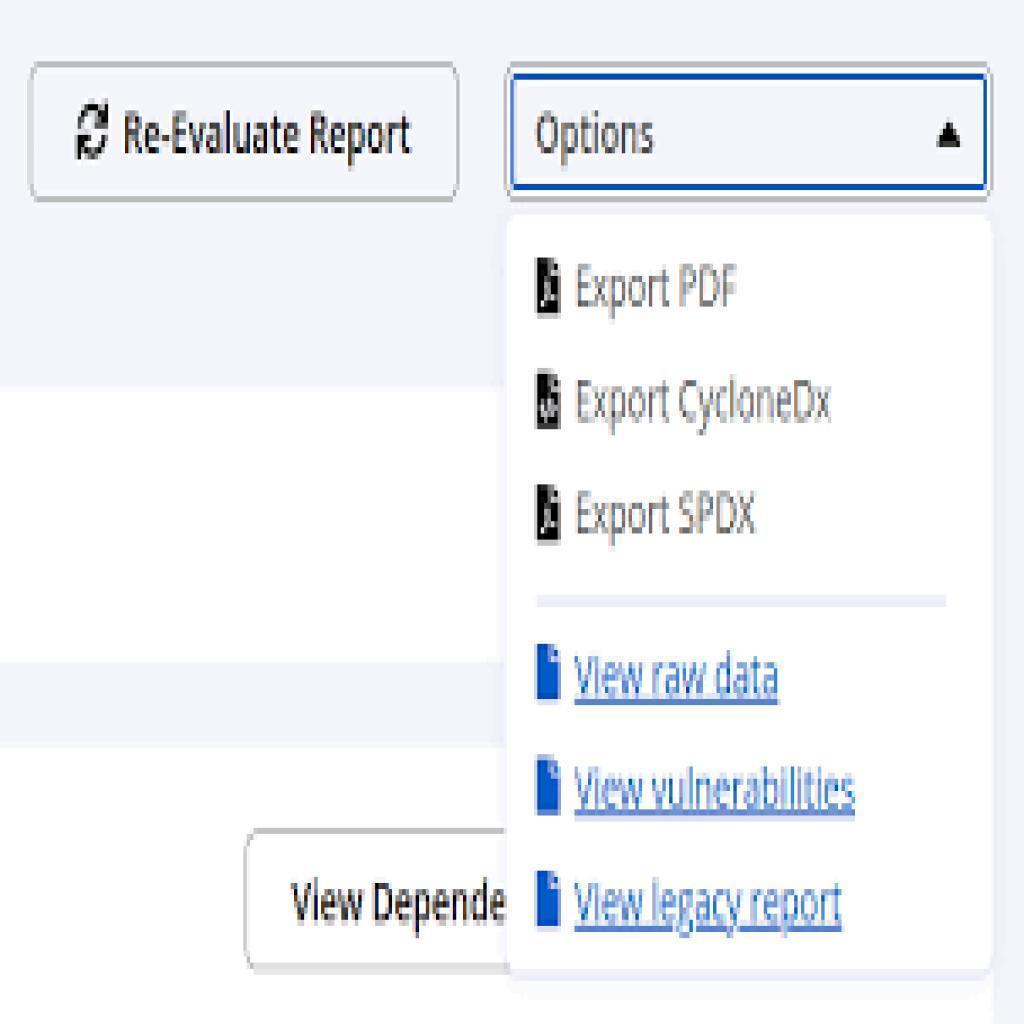 Re-Evaluate Report
Options
Export PDF
Export CycloneDx
Export SPDX
View raw data
View vulnerabilities
View legacy report
View Depende